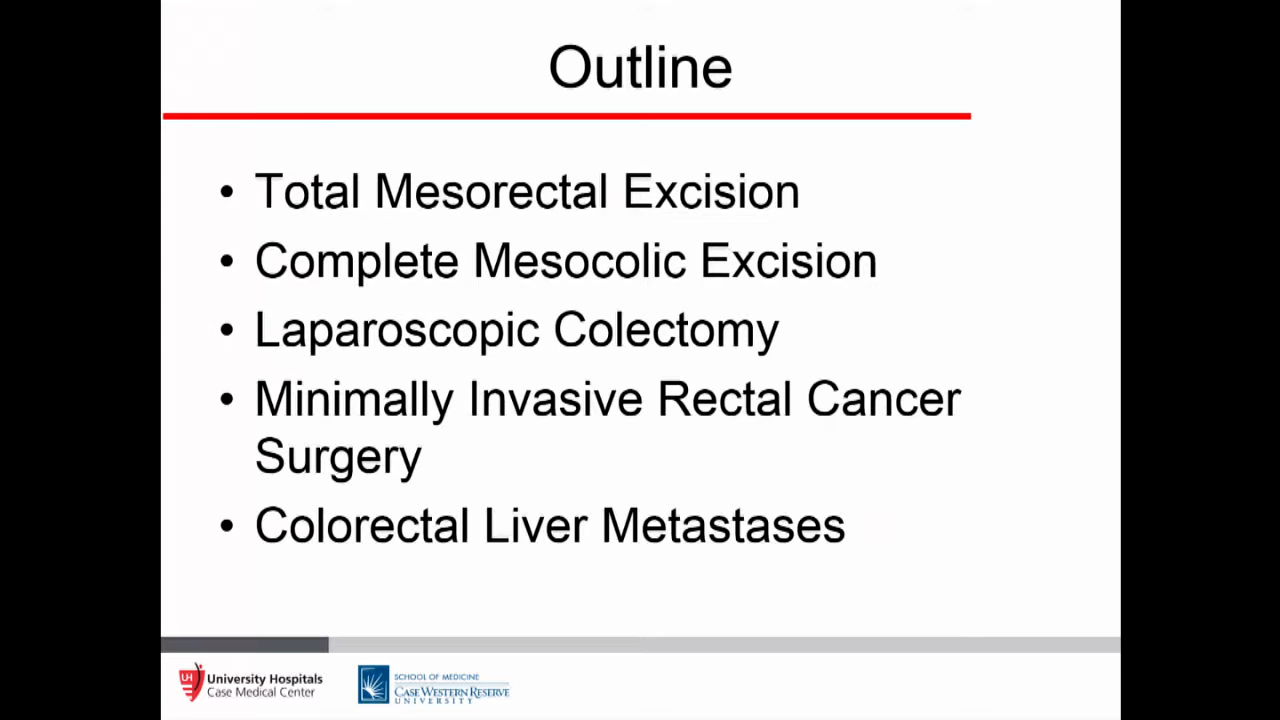 Outline
• Total Mesorectal Excision
• Complete Mesocolic Excision
• Laparoscopic Colectomy
• Minimally Invasive Rectal Cancer
Surgery
• Colorectal Liver Metastases
UH
University Hospitals
Case Medical Center
SCHOOL OF MEDICINE
CASE WESTERN RESERVE
UNIVERSITY